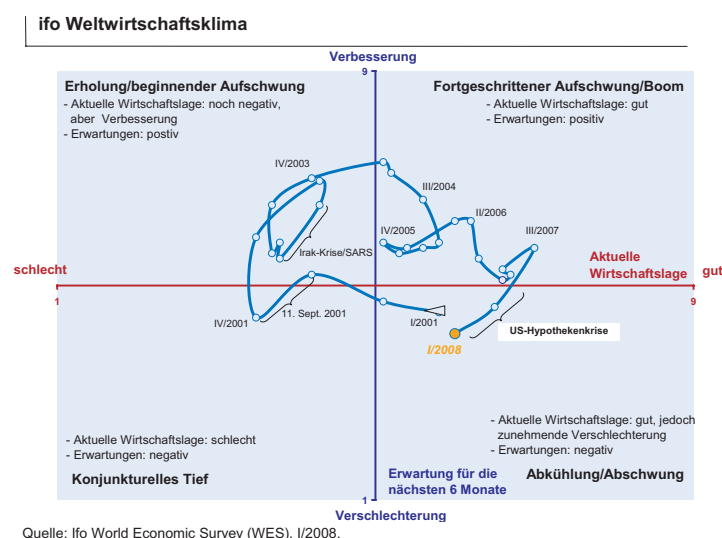 ifo Weltwirtschaftsklima
Verbesserung
9
Erholung/beginnender Aufschwung
- Aktuelle Wirtschaftslage: noch negativ,
aber Verbesserung
- Erwartungen: postiv
Fortgeschrittener Aufschwung/Boom
- Aktuelle Wirtschaftslage: gut
- Erwartungen: positiv
IV/2003
III/2004
II/2006
IV/2005
III/2007
Irak-Krise/SARS
Aktuelle
Wirtschaftslage
schlecht
gut
1
9
11. Sept. 2001
IV/2001
I/2001
US-Hypothekenkrise
I/2008
- Aktuelle Wirtschaftslage: schlecht
- Erwartungen: negativ
Konjunkturelles Tief
- Aktuelle Wirtschaftslage: gut, jedoch
zunehmende Verschlechterung
- Erwartungen: negativ
Abkühlung/Abschwung
Erwartung für die
nächsten 6 Monate
1
Verschlechterung
Quelle: Ifo World Economic Survey (WES), I/2008.